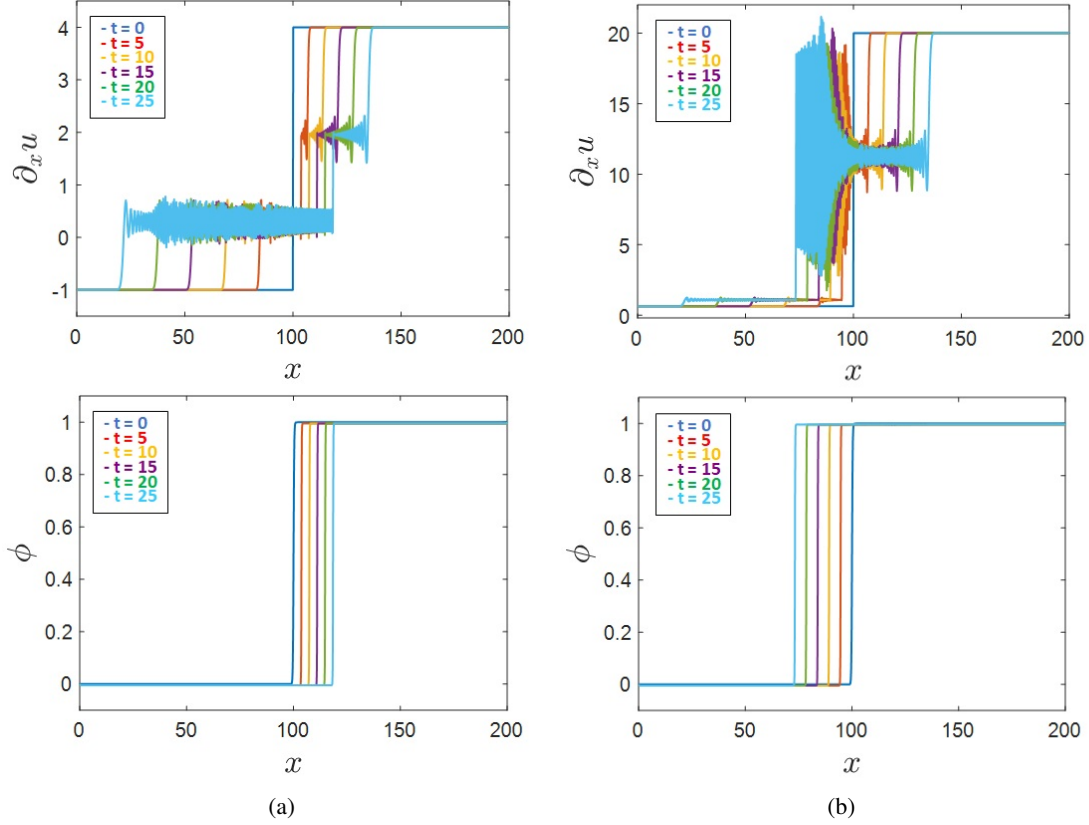 4
3
2
1
0
-1
∂ₓu
- t = 0
- t = 5
- t = 10
- t = 15
- t = 20
- t = 25
0 50 100 150 200
x
20
15
10
5
0
∂ₓu
- t = 0
- t = 5
- t = 10
- t = 15
- t = 20
- t = 25
0 50 100 150 200
x
1
0.8
0.6
0.4
0.2
0
ϕ
- t = 0
- t = 5
- t = 10
- t = 15
- t = 20
- t = 25
0 50 100 150 200
x
(a)
1
0.8
0.6
0.4
0.2
0
ϕ
- t = 0
- t = 5
- t = 10
- t = 15
- t = 20
- t = 25
0 50 100 150 200
x
(b)